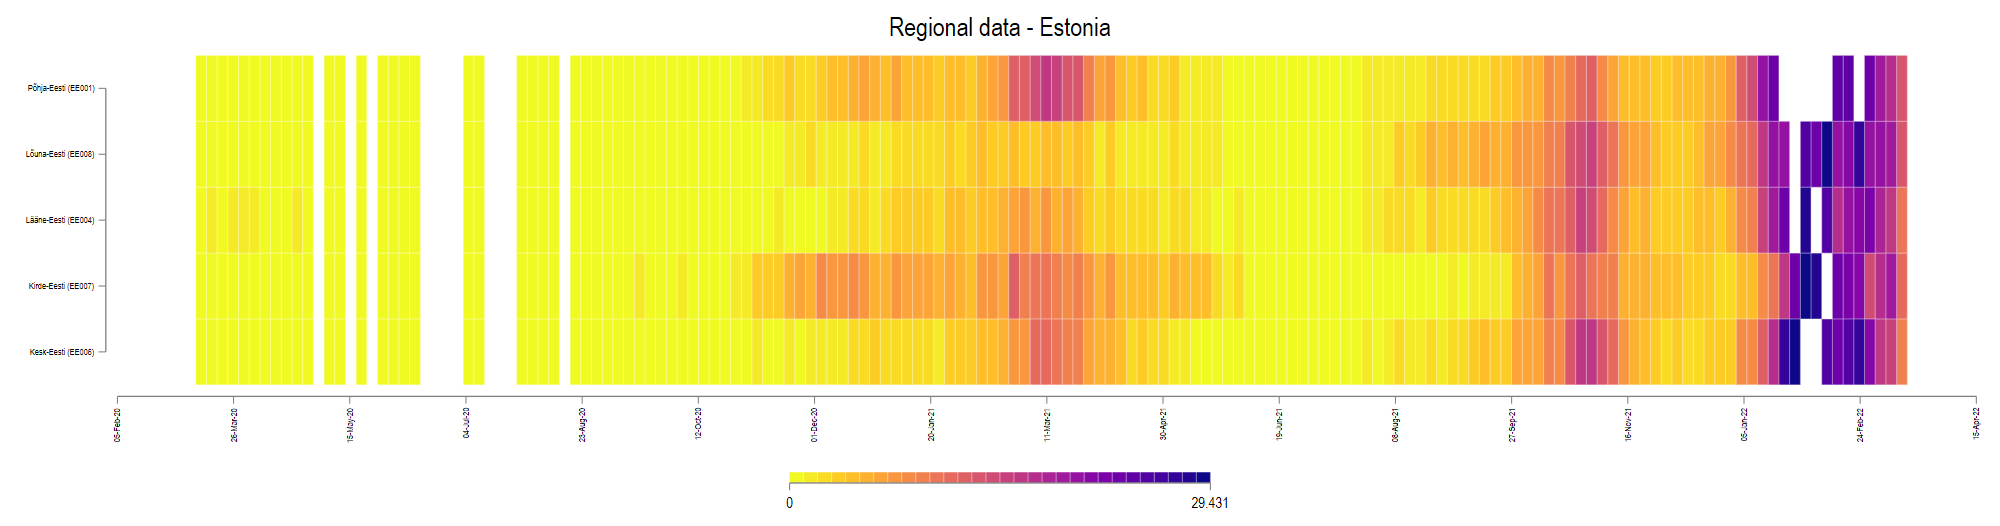 Regional data - Estonia
Põhja-Eesti (EE001)
Lõuna-Eesti (EE008)
Lääne-Eesti (EE004)
Kirde-Eesti (EE007)
Kesk-Eesti (EE006)
05-Feb-20
26-Mar-20
15-May-20
04-Jul-20
23-Aug-20
12-Oct-20
01-Dec-20
20-Jan-21
11-Mar-21
30-Apr-21
19-Jun-21
08-Aug-21
27-Sep-21
16-Nov-21
05-Jan-22
24-Feb-22
15-Apr-22
0
29.431